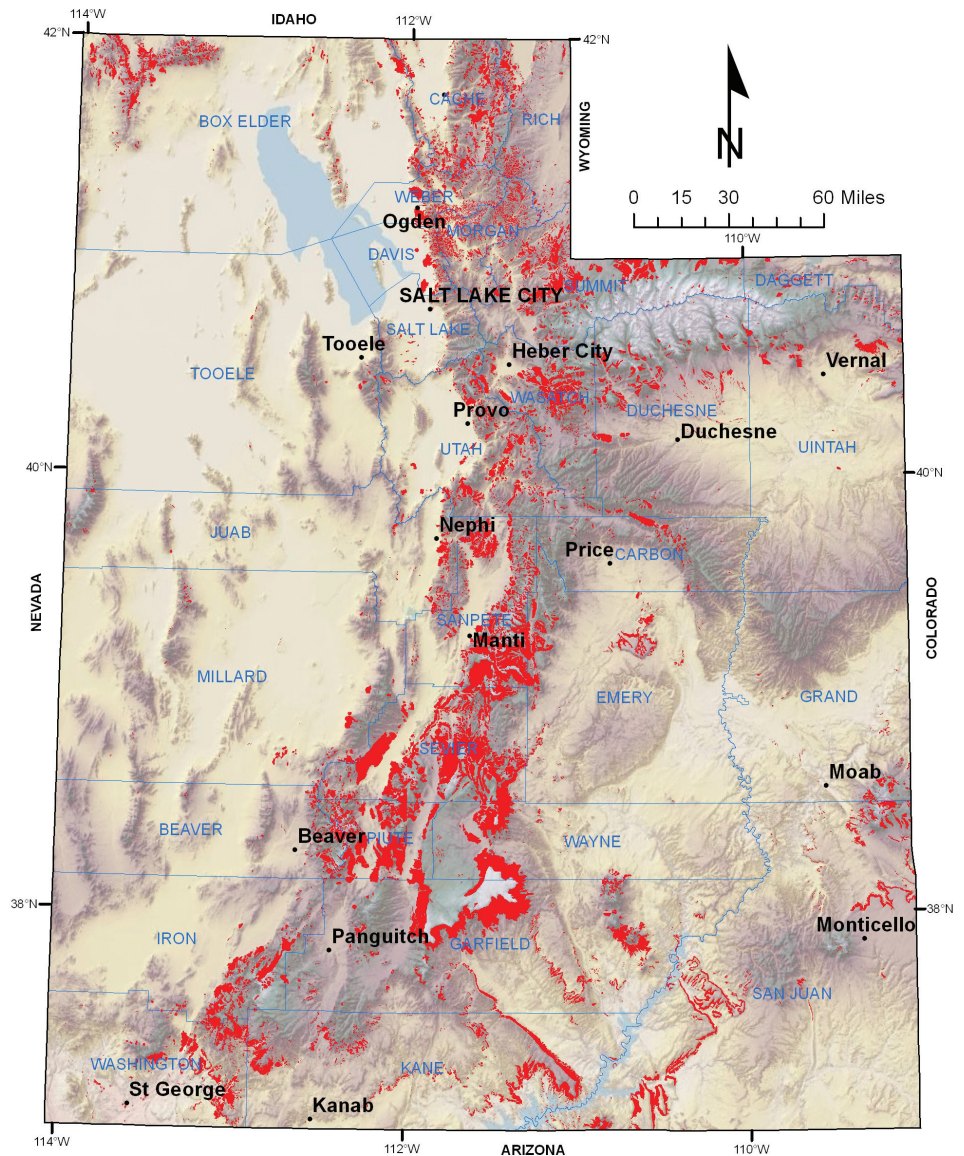 114°W
IDAHO
112°W
42°N
42°N
CACHE
BOX ELDER
RICH
WYOMING
N
0 15 30 60 Miles
WEBER
Ogden
MORGAN
110°W
DAVIS
SUMMIT
DAGGETT
SALT LAKE CITY
SALT LAKE
Tooele
Heber City
Vernal
TOOELE
WASATCH
Provo
DUCHESNE
Duchesne
UTAH
UINTAH
40°N
40°N
Nephi
JUAB
Price
CARBON
NEVADA
COLORADO
SANPETE
Manti
MILLARD
EMERY
GRAND
SEVIER
Moab
BEAVER
Beaver
PIUTE
WAYNE
38°N
38°N
Monticello
IRON
Panguitch
GARFIELD
SAN JUAN
WASHINGTON
KANE
St George
Kanab
114°W
112°W
ARIZONA
110°W